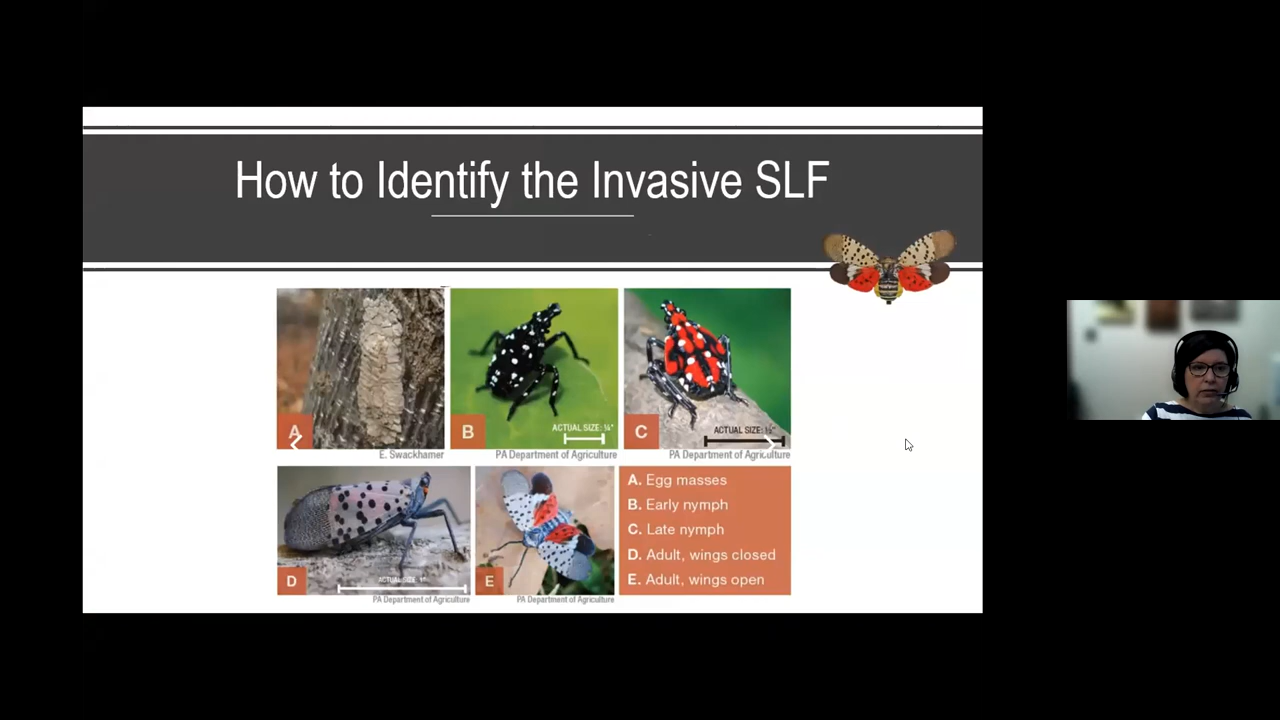 How to Identify the Invasive SLF
A
E. Swackhamer
B
ACTUAL SIZE: ¼"
PA Department of Agriculture
C
ACTUAL SIZE: ½"
PA Department of Agriculture
D
ACTUAL SIZE: 1"
PA Department of Agriculture
E
PA Department of Agriculture
A. Egg masses
B. Early nymph
C. Late nymph
D. Adult, wings closed
E. Adult, wings open